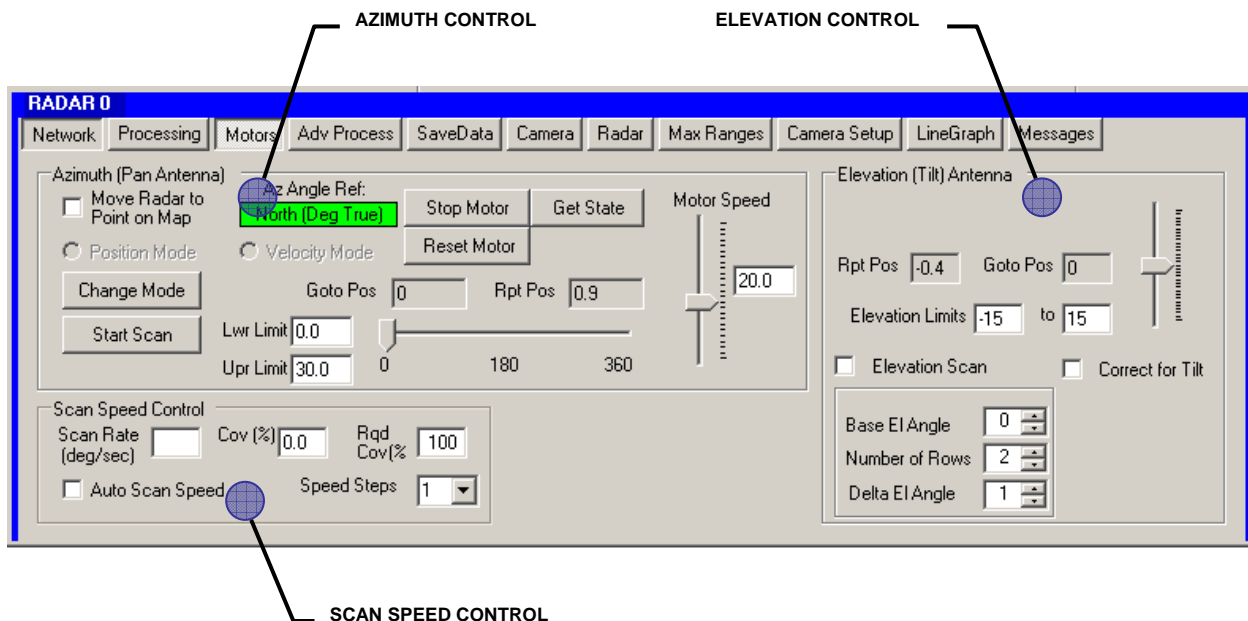 AZIMUTH CONTROL
ELEVATION CONTROL
RADAR 0
Network Processing Motors Adv Process SaveData Camera Radar Max Ranges Camera Setup LineGraph Messages
Azimuth (Pan Antenna)
Move Radar to
Point on Map
Az Angle Ref:
North (Deg True)
Stop Motor Get State
Motor Speed
Position Mode Velocity Mode Reset Motor
20.0
Change Mode Goto Pos 0 Rpt Pos 0.9
Start Scan Lwr Limit 0.0
Upr Limit 30.0 0 180 360
Elevation (Tilt) Antenna
Rpt Pos -0.4 Goto Pos 0
Elevation Limits -15 to 15
Elevation Scan Correct for Tilt
Base El Angle 0
Number of Rows 2
Delta El Angle 1
Scan Speed Control
Scan Rate
(deg/sec)
Cov (%) 0.0
Rqd
Cov(%
100
Auto Scan Speed Speed Steps 1
SCAN SPEED CONTROL